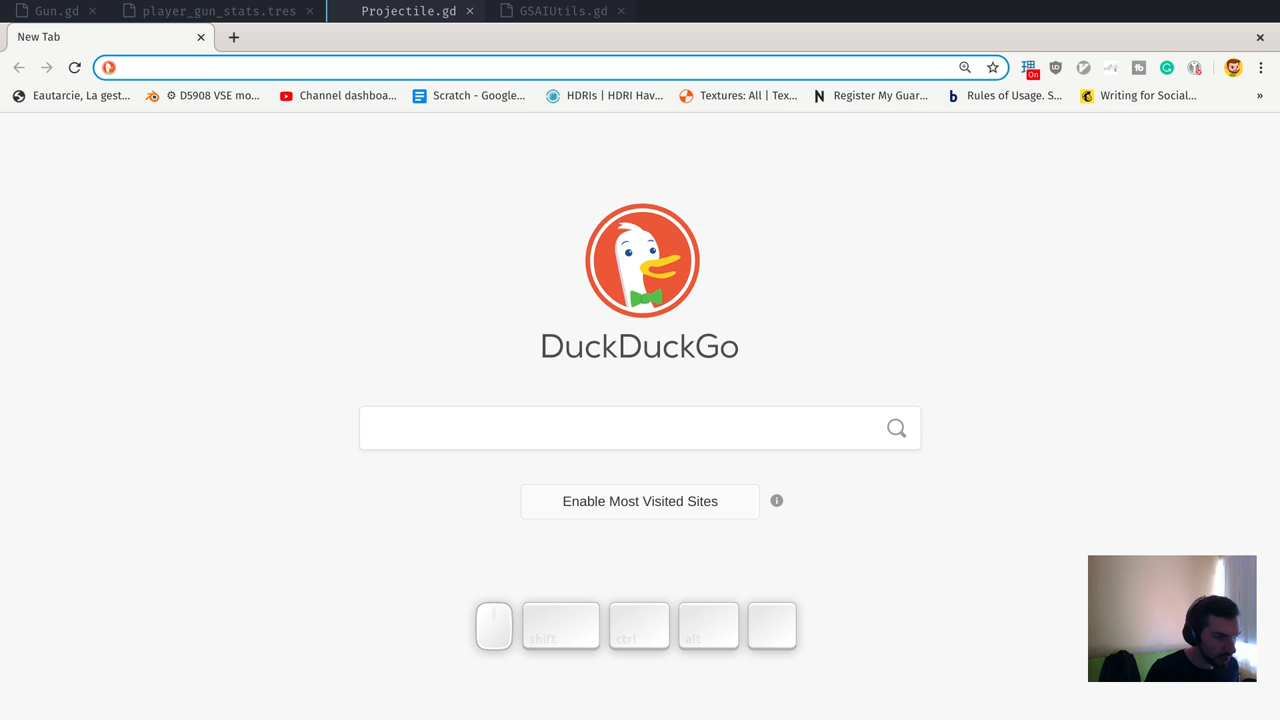 Gun.gd
player_gun_stats.tres
Projectile.gd
GSAIUtils.gd
New Tab
Eautarcie, La gest...
⚙ D5908 VSE mo...
Channel dashboa...
Scratch - Google...
HDRIs | HDRI Hav...
Textures: All | Tex...
Register My Guar...
Rules of Usage. S...
Writing for Social...
»
On
DuckDuckGo
Enable Most Visited Sites
shift
ctrl
alt